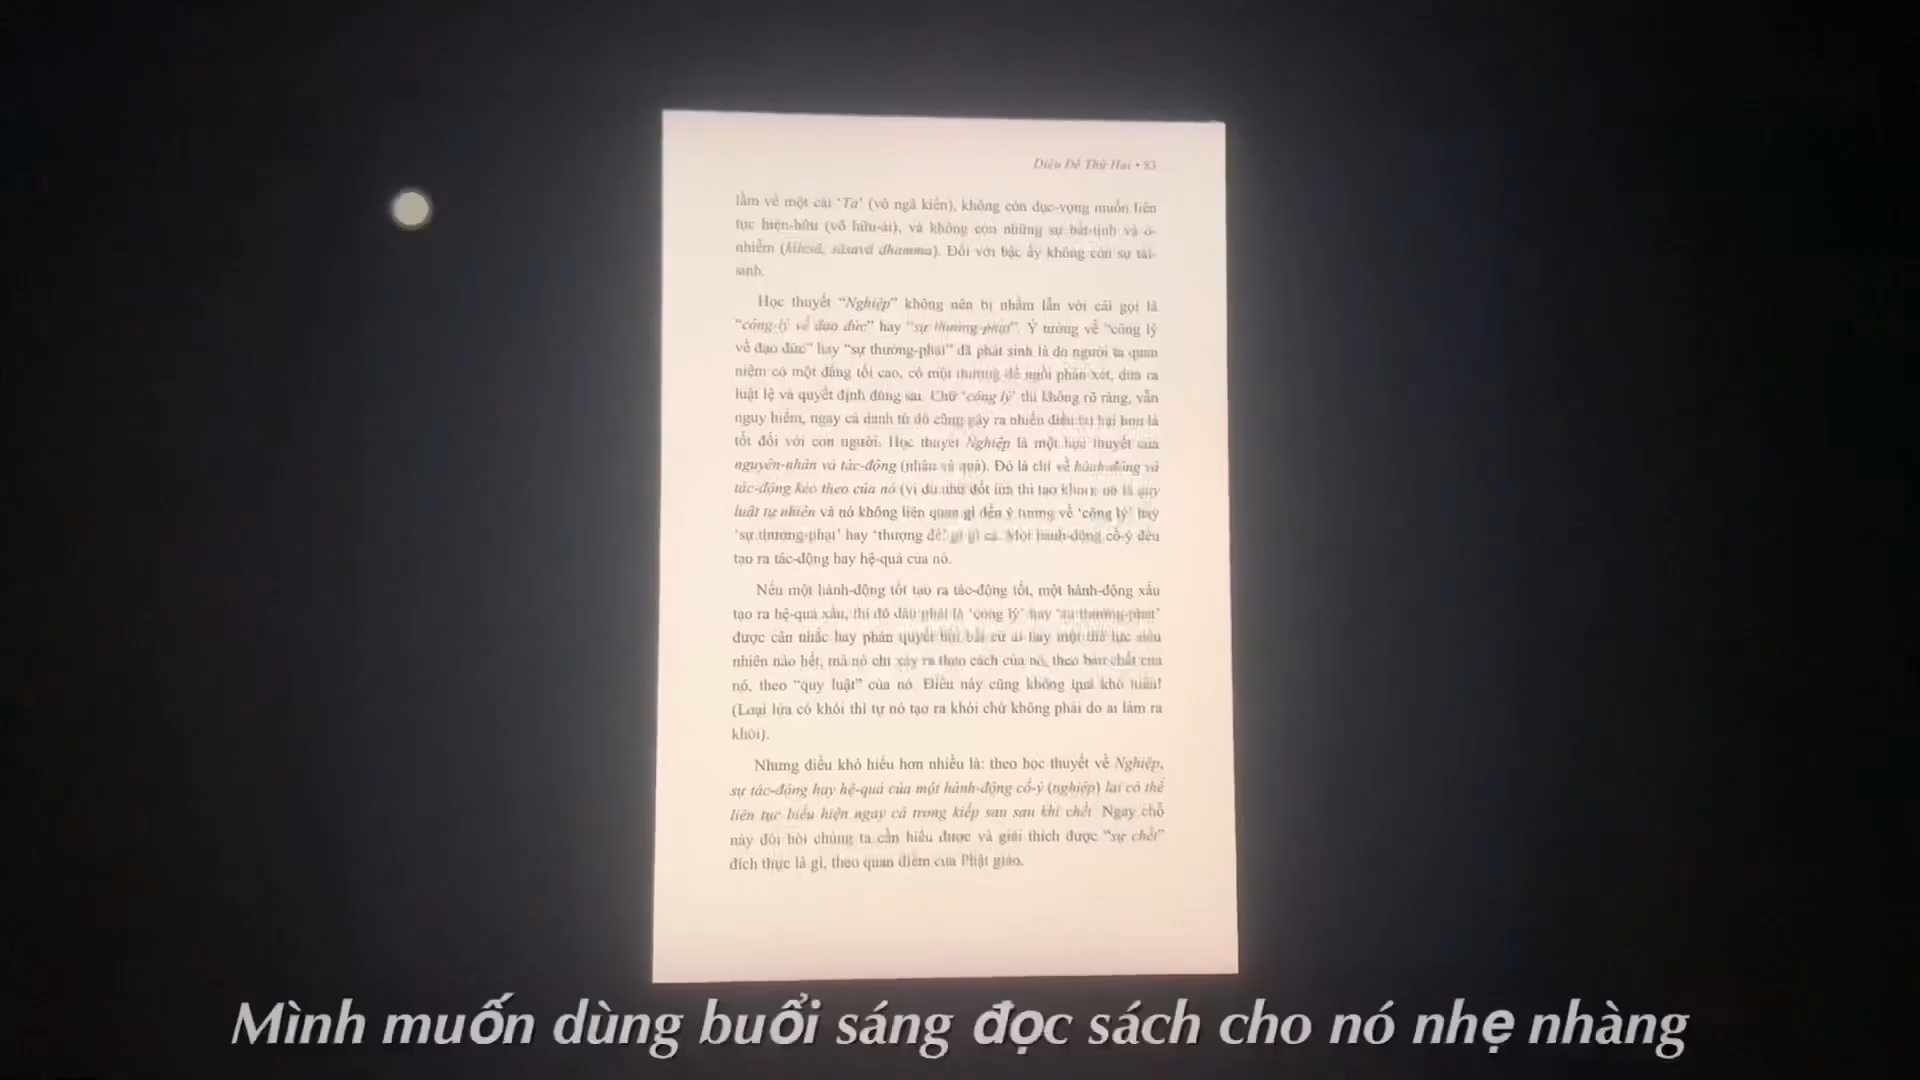 Diệu Đế Thứ Hai • 83
lầm về một cái ‘Ta’ (vô ngã kiến), không còn dục-vọng muốn liên
tục hiện-hữu (vô hữu-ái), và không còn những sự bất-tịnh và ô-
nhiễm (kilesā, sāsavā dhamma). Đối với bậc ấy không còn sự tái-
sinh.
Học thuyết “Nghiệp” không nên bị nhầm lẫn với cái gọi là
“công-lý về đạo đức” hay “sự thưởng-phạt”. Ý tưởng về “công lý
về đạo đức” hay “sự thưởng-phạt” đã phát sinh là do người ta quan
niệm có một đấng tối cao, có một thượng đế ngồi phán xét, đưa ra
luật lệ và quyết định đúng sai. Chữ ‘công lý’ thì không rõ ràng, vẫn
nguy hiểm, ngay cả danh từ đó cũng gây ra nhiều điều tai hại hơn là
tốt đối với con người. Học thuyết Nghiệp là một học thuyết của
nguyên-nhân và tác-động (nhân và quả). Đó là chỉ về hành-động và
tác-động kéo theo của nó (ví dụ như đốt lửa thì tạo khói); nó là quy
luật tự nhiên và nó không liên quan gì đến ý tưởng về ‘công lý’ hay
‘sự thưởng-phạt’ hay ‘thượng đế’ gì gì cả. Một hành-động cố-ý đều
tạo ra tác-động hay hệ-quả của nó.
Nếu một hành-động tốt tạo ra tác-động tốt, một hành-động xấu
tạo ra hệ-quả xấu, thì đó đâu phải là ‘công lý’ hay ‘sự thưởng-phạt’
được cân nhắc hay phán quyết bởi bất cứ ai hay một thế lực siêu
nhiên nào hết, mà nó chỉ xảy ra theo cách của nó, theo bản chất của
nó, theo “quy luật” của nó. Điều này cũng không quá khó hiểu!
(Loại lửa có khói thì tự nó tạo ra khói chứ không phải do ai làm ra
khói).
Nhưng điều khó hiểu hơn nhiều là: theo học thuyết về Nghiệp,
sự tác-động hay hệ-quả của một hành-động cố-ý (nghiệp) lại có thể
liên tục biểu hiện ngay cả trong kiếp sau sau khi chết. Ngay chỗ
này đòi hỏi chúng ta cần hiểu được và giải thích được “sự chết”
đích thực là gì, theo quan điểm của Phật giáo.
Mình muốn dùng buổi sáng đọc sách cho nó nhẹ nhàng